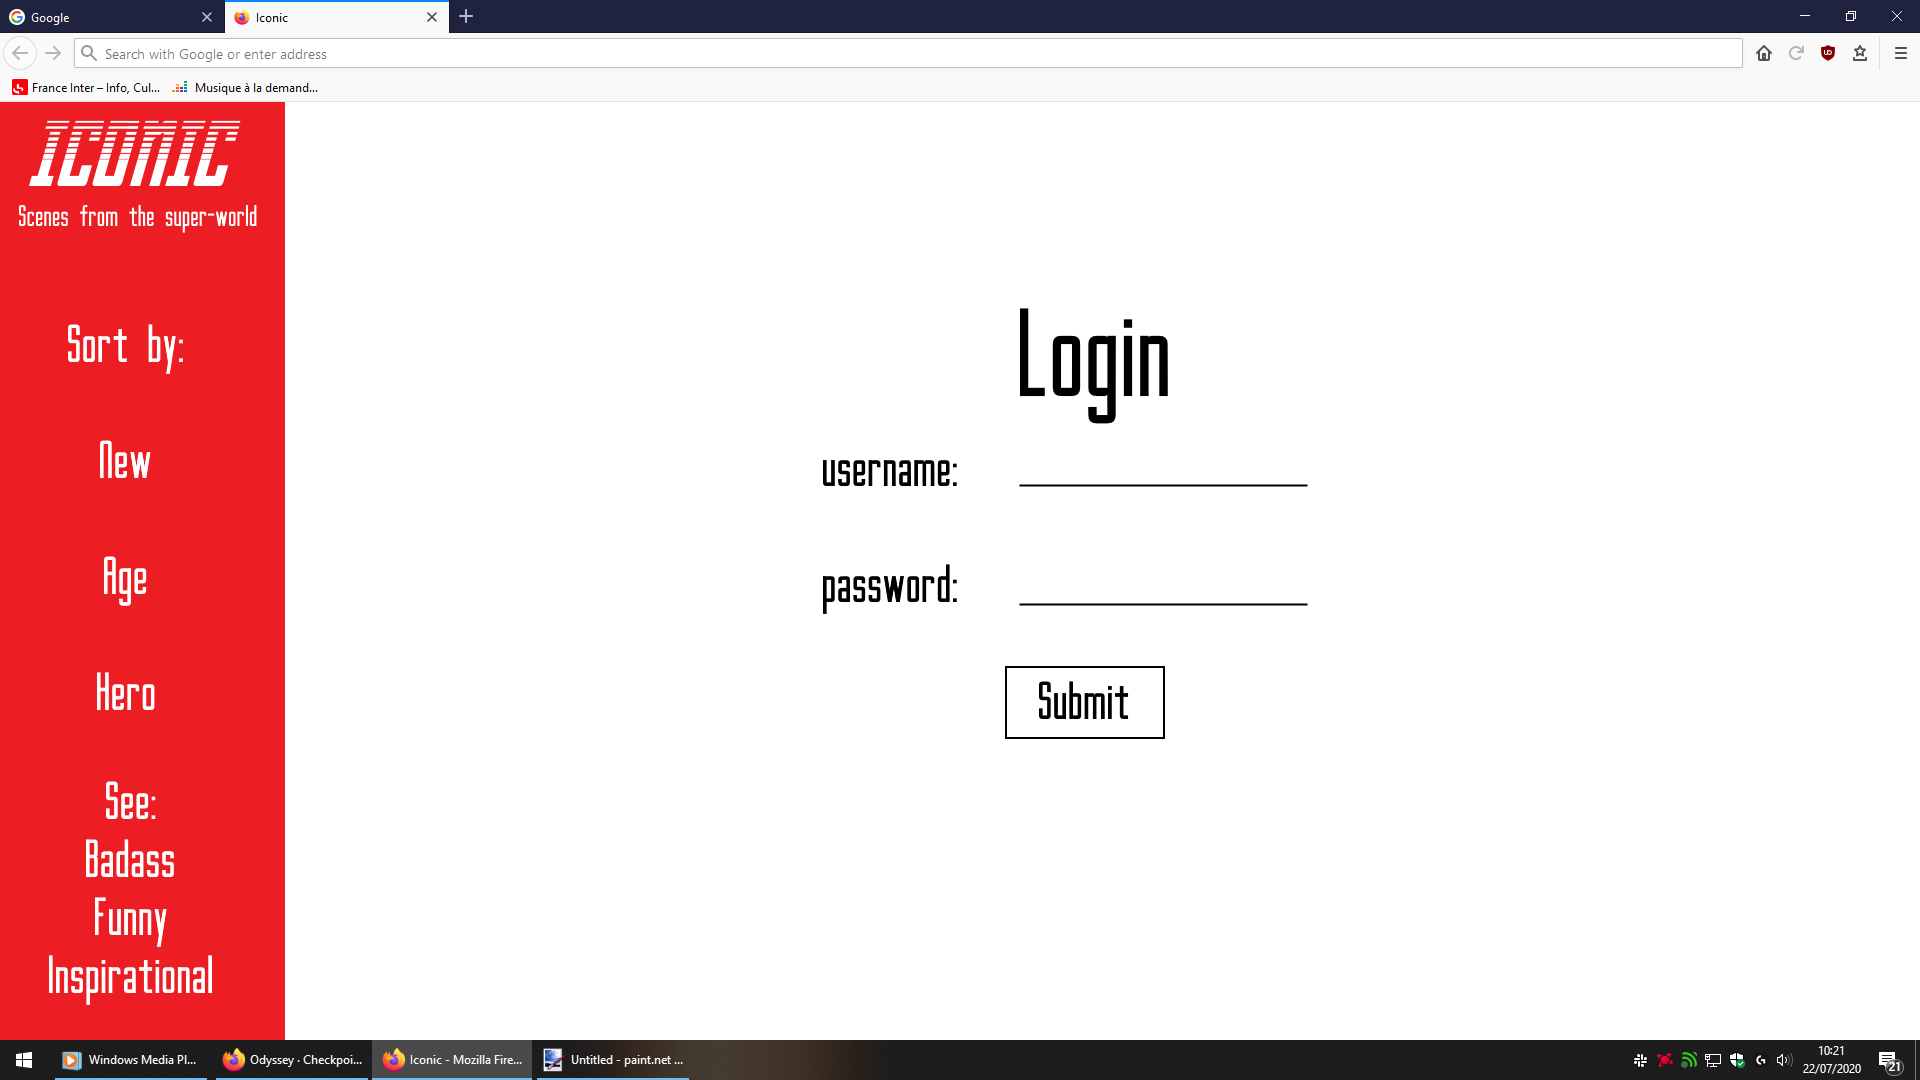 Google
Iconic
Search with Google or enter address
France Inter – Info, Cul...
Musique à la demand...
ICONIC
Scenes from the super-world
Sort by:
New
Age
Hero
See:
Badass
Funny
Inspirational
Login
username:
password:
Submit
Windows Media Pl...
Odyssey · Checkpoi...
Iconic - Mozilla Fire...
Untitled - paint.net ...
10:21
22/07/2020
21